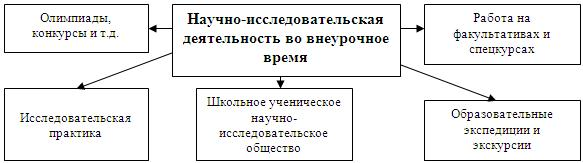 Олимпиады,
конкурсы и т.д.
Научно-исследовательская
деятельность во внеурочное
время
Работа на
факультативах и
спецкурсах
Исследовательская
практика
Школьное ученическое
научно-
исследовательское
общество
Образовательные
экспедиции и
экскурсии